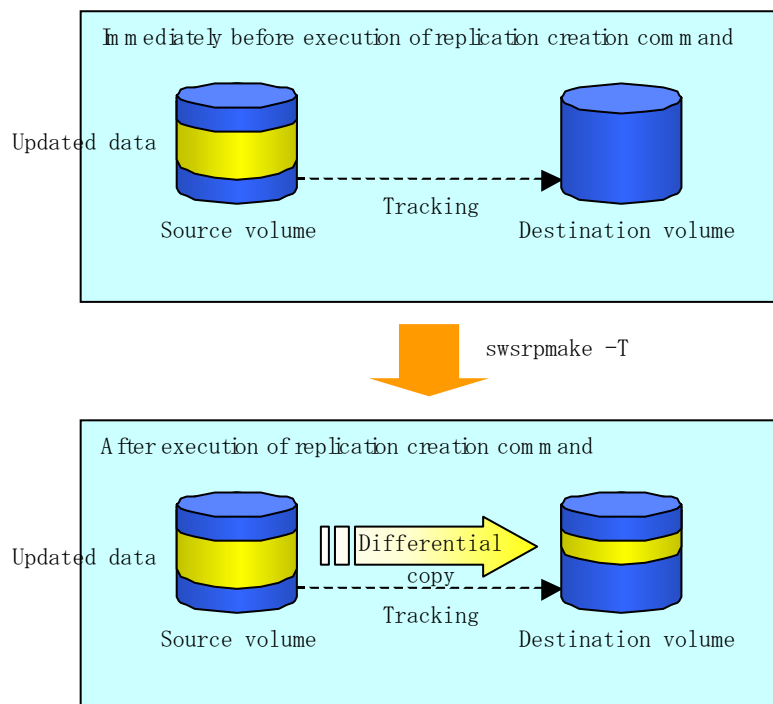 Immediately before execution of replication creation command
Updated data
Tracking
Source volume
Destination volume
swsrpmake -T
After execution of replication creation command
Updated data
Differential
copy
Tracking
Source volume
Destination volume